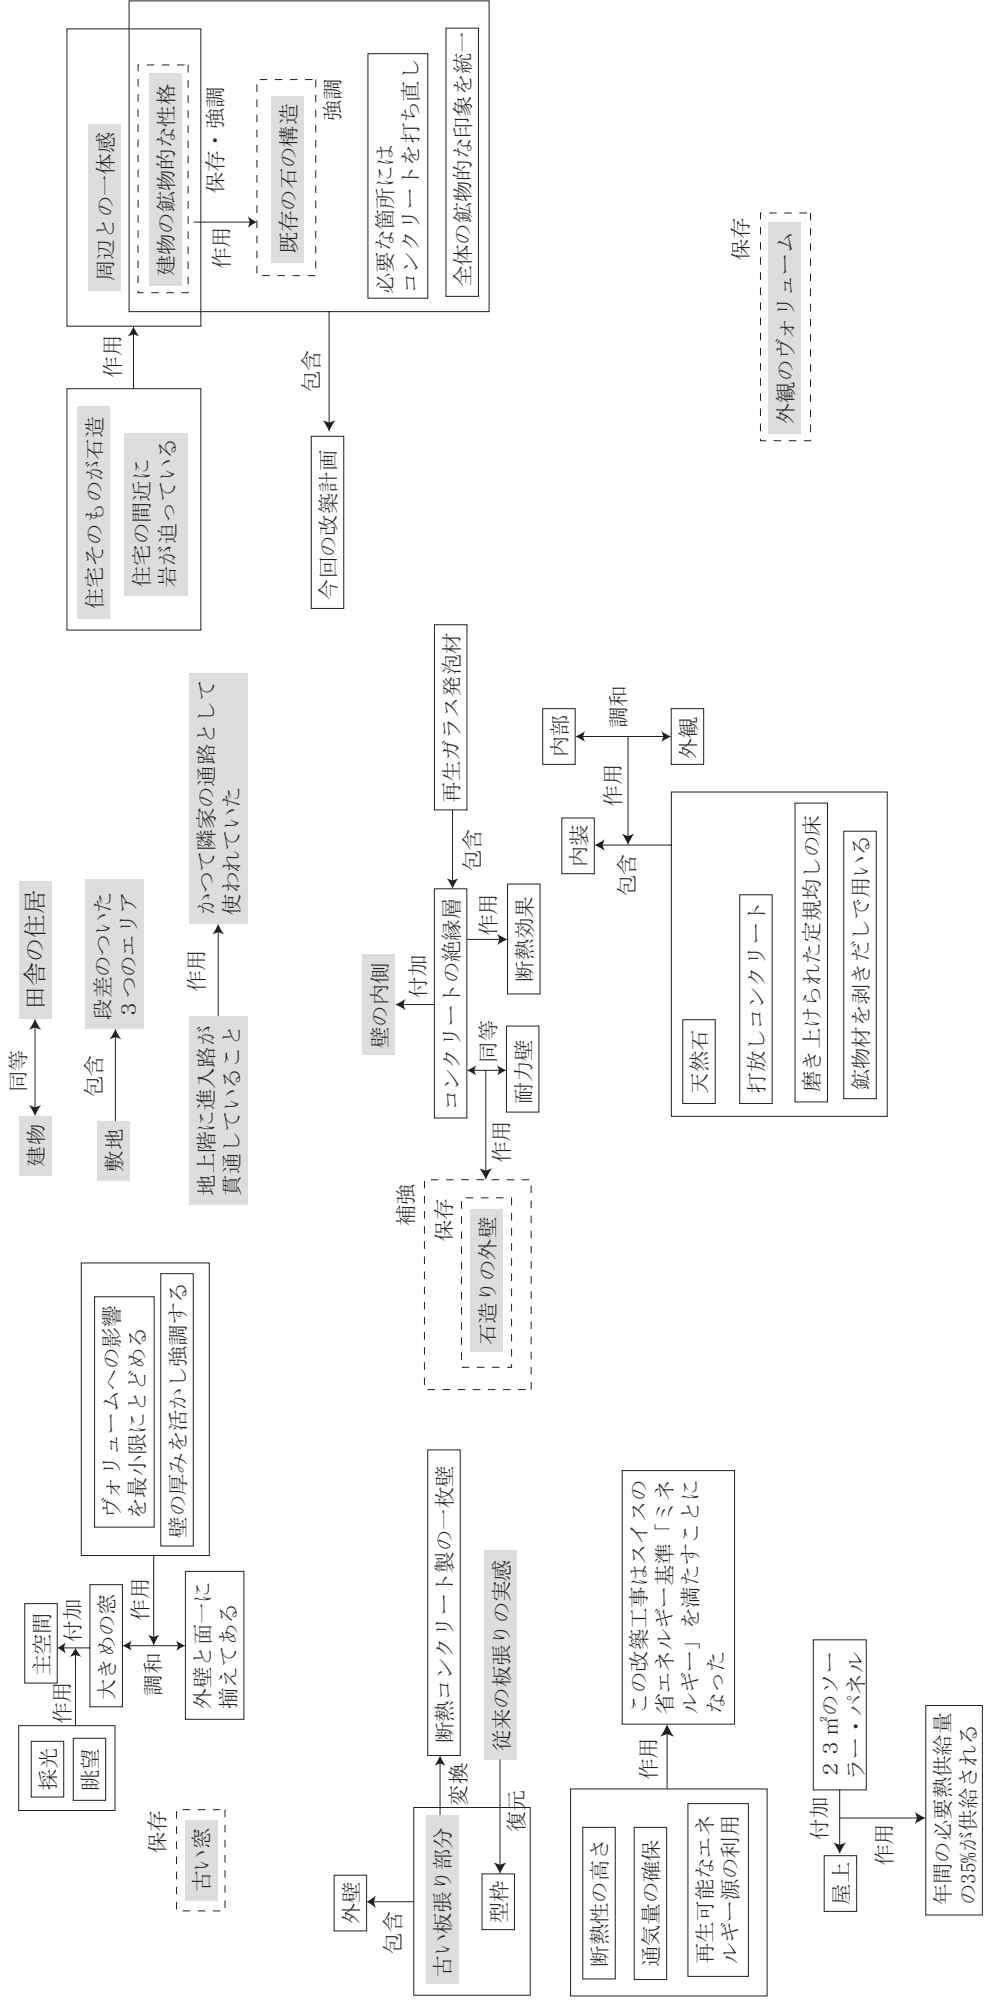 保存
古い窓
採光
眺望
作用
主空間
付加
大きめの窓
調和
作用
外壁と面一に
揃えてある
ヴォリュームへの影響
を最小限にとどめる
壁の厚みを活かし強調する
建物
同等
田舎の住居
敷地
包含
段差のついた
3つのエリア
地上階に進入路が
貫通していること
作用
かつて隣家の通路として
使われていた
住宅そのものが石造
住宅の間近に
岩が迫っている
作用
周辺との一体感
建物の鉱物的な性格
作用
保存・強調
既存の石の構造
強調
必要な箇所には
コンクリートを打ち直し
全体の鉱物的な印象を統一
包含
今回の改築計画
外壁
包含
古い板張り部分
変換
断熱コンクリート製の一枚壁
型枠
復元
従来の板張りの実感
補強
保存
石造りの外壁
作用
壁の内側
付加
コンクリートの絶縁層
同等
耐力壁
作用
断熱効果
包含
再生ガラス発泡材
断熱性の高さ
通気量の確保
再生可能なエネ
ルギー源の利用
作用
この改築工事はスイスの
省エネルギー基準「ミネ
ルギー」を満たすことに
なった
天然石
打放しコンクリート
磨き上げられた定規均しの床
鉱物材を剥きだしで用いる
包含
内装
作用
内部
調和
外観
保存
外観のヴォリューム
屋上
付加
23㎡のソー
ラー・パネル
作用
年間の必要熱供給量
の35%が供給される